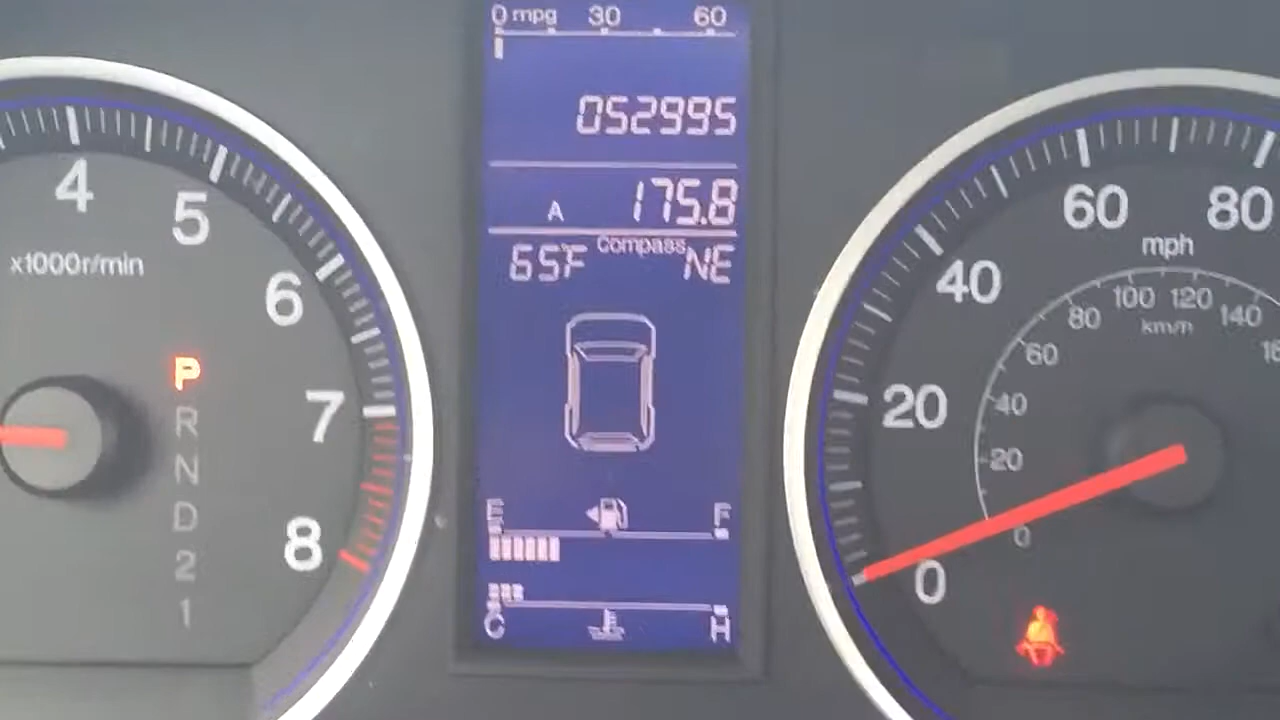 0 mpg 30 60
052995
A 175.8
65°F Compass NE
E F
C H
4
5
6
7
8
x1000r/min
P
R
N
D
2
1
0
20
40
60
80
mph
0
20
40
60
80
100
120
140
km/h